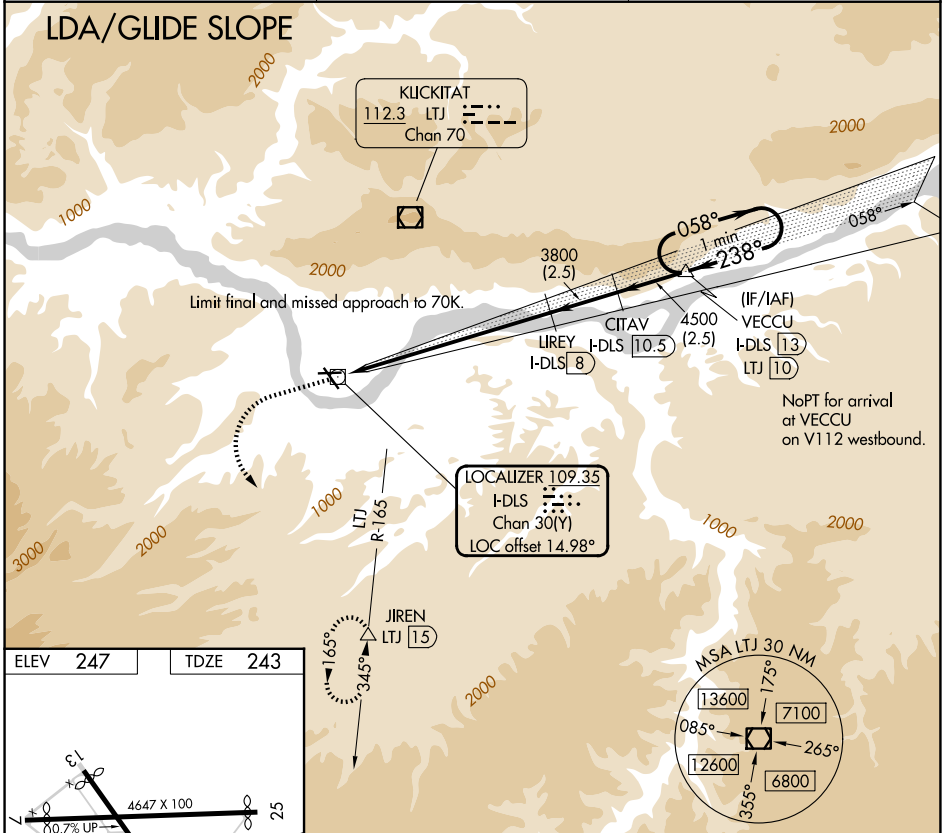 LDA/GLIDE SLOPE
2000
KLICKITAT
112.3 LTJ
Chan 70
2000
1000
2000
058°
1 min
238°
058°
3800
(2.5)
Limit final and missed approach to 70K.
LIREY
I-DLS 8
CITAV
I-DLS 10.5
4500
(2.5)
(IF/IAF)
VECCU
I-DLS 13
LTJ 10
NoPT for arrival
at VECCU
on V112 westbound.
LOCALIZER 109.35
I-DLS
Chan 30(Y)
LOC offset 14.98°
LTJ
R-165
1000
2000
3000
1000
2000
JIREN
LTJ 15
165°
345°
2000
MSA LTJ 30 NM
13600
175°
7100
085°
265°
12600
6800
355°
ELEV 247
TDZE 243
13
4647 X 100
7
25
0.7% UP